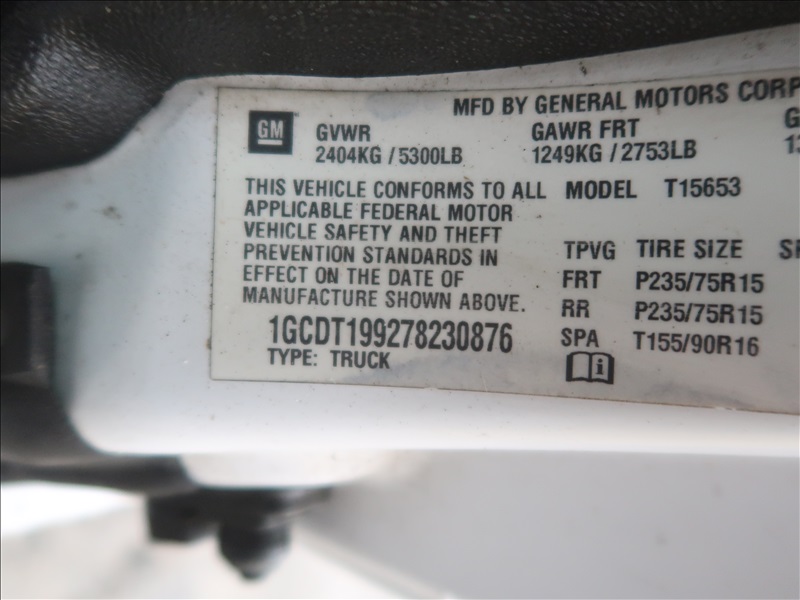 MFD BY GENERAL MOTORS CORP
GM
GVWR GAWR FRT
2404KG / 5300LB 1249KG / 2753LB
THIS VEHICLE CONFORMS TO ALL
APPLICABLE FEDERAL MOTOR
VEHICLE SAFETY AND THEFT
PREVENTION STANDARDS IN
EFFECT ON THE DATE OF
MANUFACTURE SHOWN ABOVE.
1GCDT199278230876
TYPE: TRUCK
MODEL T15653
TPVG TIRE SIZE
FRT P235/75R15
RR P235/75R15
SPA T155/90R16